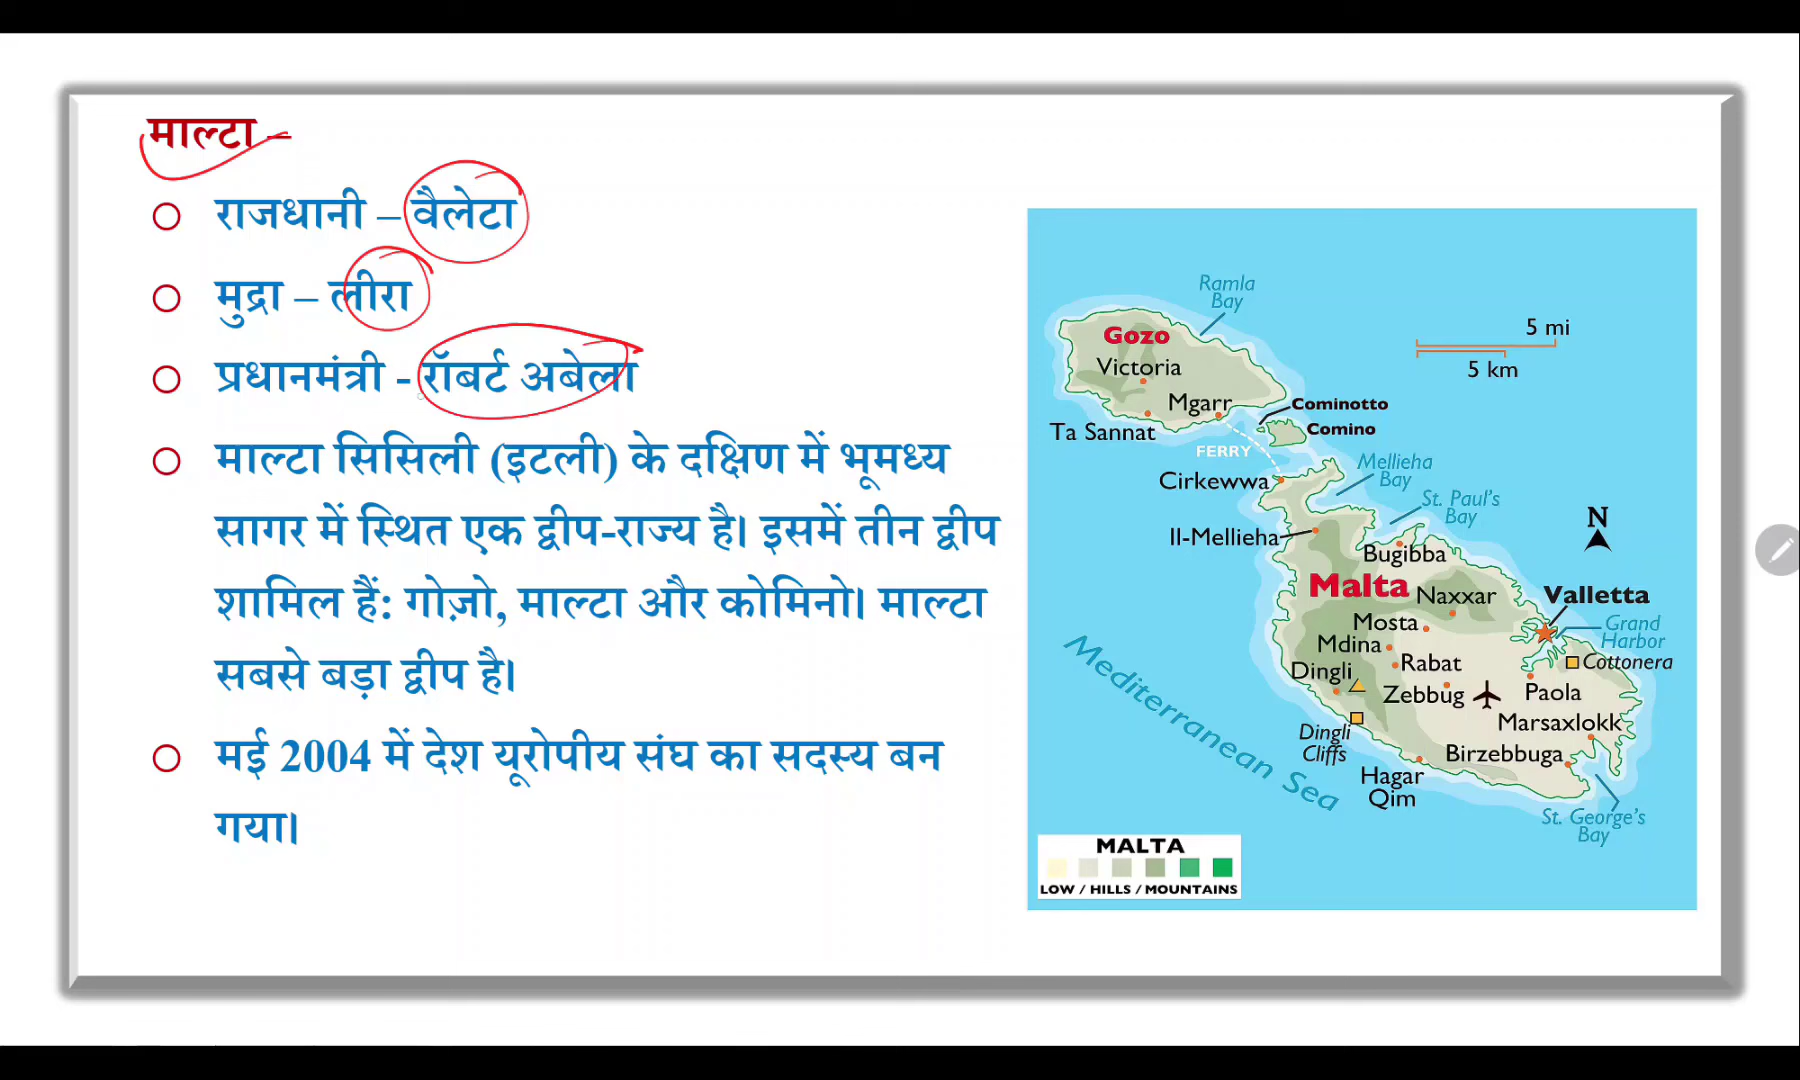 माल्टा –
राजधानी – वैलेटा
मुद्रा – लीरा
प्रधानमंत्री - रॉबर्ट अबेला
माल्टा सिसिली (इटली) के दक्षिण में भूमध्य
सागर में स्थित एक द्वीप-राज्य है। इसमें तीन द्वीप
शामिल हैं: गोज़ो, माल्टा और कोमिनो। माल्टा
सबसे बड़ा द्वीप है।
मई 2004 में देश यूरोपीय संघ का सदस्य बन
गया।
Ramla
Bay
Gozo
Victoria
Mgarr
Ta Sannat
Cominotto
Comino
FERRY
5 mi
5 km
Cirkewwa
Mellieha
Bay
St. Paul's
Bay
N
Il-Mellieha
Bugibba
Malta
Naxxar
Valletta
Mosta
Grand
Harbor
Mdina
Rabat
Cottonera
Dingli
Zebbug
Paola
Marsaxlokk
Dingli
Cliffs
Birzebbuga
Hagar
Qim
St. George's
Bay
Mediterranean Sea
MALTA
LOW / HILLS / MOUNTAINS